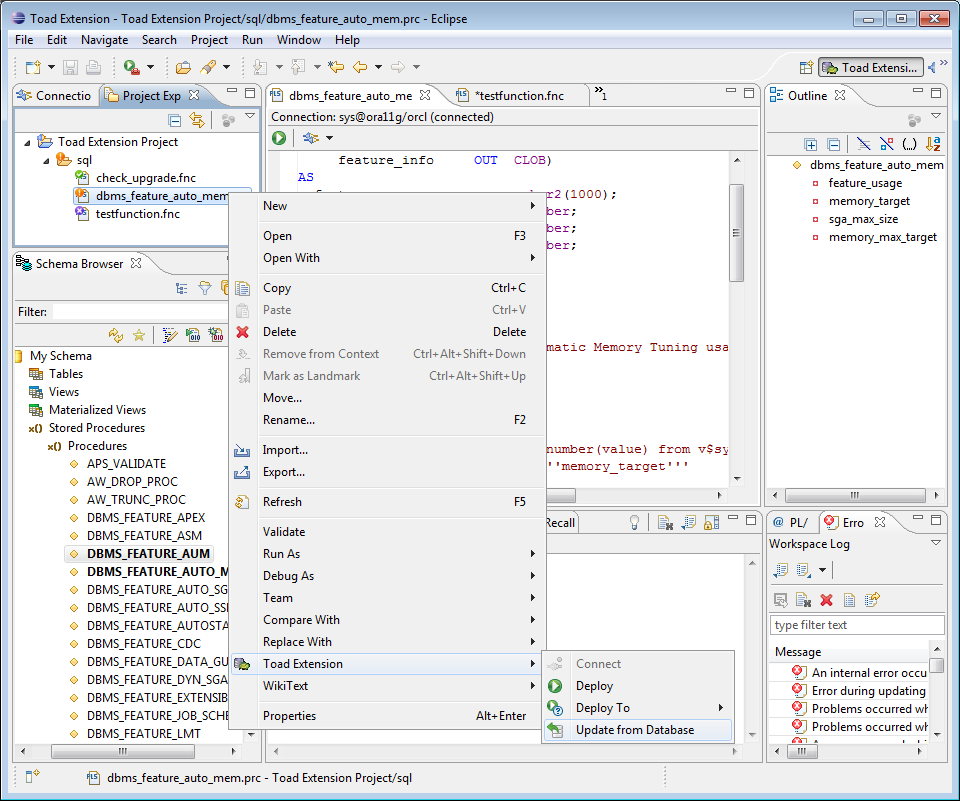 Toad Extension - Toad Extension Project/sql/dbms_feature_auto_mem.prc - Eclipse
File Edit Navigate Search Project Run Window Help
Toad Extensi...
Connectio
Project Exp
Toad Extension Project
sql
check_upgrade.fnc
dbms_feature_auto_mem
testfunction.fnc
dbms_feature_auto_me
*testfunction.fnc
»1
Connection: sys@ora11g/orcl (connected)
feature_info OUT CLOB)
AS
r2(1000);
ber;
ber;
ber;
matic Memory Tuning usa
number(value) from v$sy
''memory_target'''
Outline
dbms_feature_auto_mem
feature_usage
memory_target
sga_max_size
memory_max_target
Schema Browser
Filter:
My Schema
Tables
Views
Materialized Views
Stored Procedures
Procedures
APS_VALIDATE
AW_DROP_PROC
AW_TRUNC_PROC
DBMS_FEATURE_APEX
DBMS_FEATURE_ASM
DBMS_FEATURE_AUM
DBMS_FEATURE_AUTO_M
DBMS_FEATURE_AUTO_SG
DBMS_FEATURE_AUTO_SS
DBMS_FEATURE_AUTOSTA
DBMS_FEATURE_CDC
DBMS_FEATURE_DATA_GU
DBMS_FEATURE_DYN_SGA
DBMS_FEATURE_EXTENSIB
DBMS_FEATURE_JOB_SCHE
DBMS_FEATURE_LMT
New
Open F3
Open With
Copy Ctrl+C
Paste Ctrl+V
Delete Delete
Remove from Context Ctrl+Alt+Shift+Down
Mark as Landmark Ctrl+Alt+Shift+Up
Move...
Rename... F2
Import...
Export...
Refresh F5
Validate
Run As
Debug As
Team
Compare With
Replace With
Toad Extension
WikiText
Properties Alt+Enter
Connect
Deploy
Deploy To
Update from Database
Recall
PL/
Erro
Workspace Log
type filter text
Message
An internal error occu
Error during updating
Problems occurred wh
Problems occurred wh
dbms_feature_auto_mem.prc - Toad Extension Project/sql